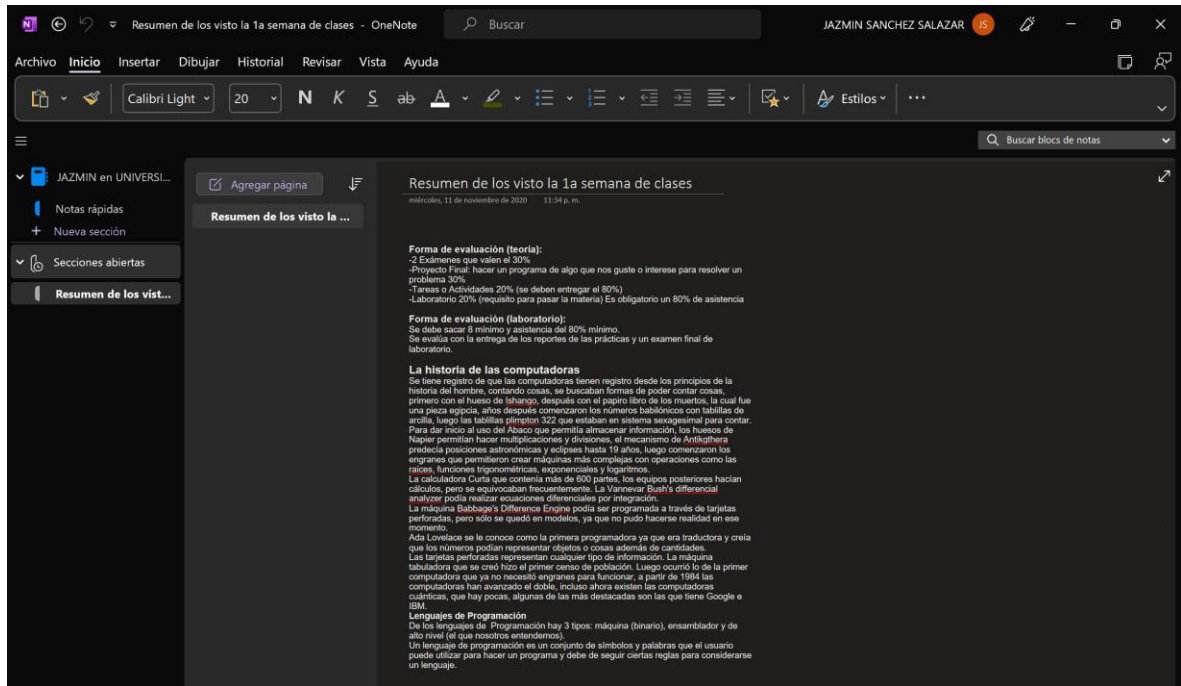 Resumen de los visto la 1a semana de clases - OneNote
Buscar
JAZMIN SANCHEZ SALAZAR
JS
Archivo Inicio Insertar Dibujar Historial Revisar Vista Ayuda
Calibri Light 20 N K S ab A Estilos
Buscar blocs de notas
JAZMIN en UNIVERSI...
Notas rápidas
+ Nueva sección
Secciones abiertas
Resumen de los vist...
Agregar página
Resumen de los visto la ...
Resumen de los visto la 1a semana de clases
miércoles, 11 de noviembre de 2020 11:34 p. m.
Forma de evaluación (teoría):
-2 Exámenes que valen el 30%
-Proyecto Final: hacer un programa de algo que nos guste o interese para resolver un
problema 30%
-Tareas o Actividades 20% (se deben entregar el 80%)
-Laboratorio 20% (requisito para pasar la materia) Es obligatorio un 80% de asistencia
Forma de evaluación (laboratorio):
Se debe sacar 8 mínimo y asistencia del 80% mínimo.
Se evalúa con la entrega de los reportes de las prácticas y un examen final de
laboratorio.
La historia de las computadoras
Se tiene registro de que las computadoras tienen registro desde los principios de la
historia del hombre, contando cosas, se buscaban formas de poder contar cosas,
primero con el hueso de Ishango, después con el papiro libro de los muertos, la cual fue
una pieza egipcia, años después comenzaron los números babilónicos con tablillas de
arcilla, luego las tablillas plimpton 322 que estaban en sistema sexagesimal para contar.
Para dar inicio al uso del Abaco que permitía almacenar información, los huesos de
Napier permitían hacer multiplicaciones y divisiones, el mecanismo de Antikgthera
predecía posiciones astronómicas y eclipses hasta 19 años, luego comenzaron los
engranes que permitieron crear máquinas más complejas con operaciones como las
raíces, funciones trigonométricas, exponenciales y logaritmos.
La calculadora Curta que contenía más de 600 partes, los equipos posteriores hacían
cálculos, pero se equivocaban frecuentemente. La Vannevar Bush's differencial
analyzer podía realizar ecuaciones diferenciales por integración.
La máquina Babbage's Difference Engine podía ser programada a través de tarjetas
perforadas, pero sólo se quedó en modelos, ya que no pudo hacerse realidad en ese
momento.
Ada Lovelace se le conoce como la primera programadora ya que era traductora y creía
que los números podían representar objetos o cosas además de cantidades.
Las tarjetas perforadas representan cualquier tipo de información. La máquina
tabuladora que se creó hizo el primer censo de población. Luego ocurrió lo de la primer
computadora que ya no necesitó engranes para funcionar, a partir de 1984 las
computadoras han avanzado el doble, incluso ahora existen las computadoras
cuánticas, que hay pocas, algunas de las más destacadas son las que tiene Google e
IBM.
Lenguajes de Programación
De los lenguajes de Programación hay 3 tipos: máquina (binario), ensamblador y de
alto nivel (el que nosotros entendemos).
Un lenguaje de programación es un conjunto de símbolos y palabras que el usuario
puede utilizar para hacer un programa y debe de seguir ciertas reglas para considerarse
un lenguaje.